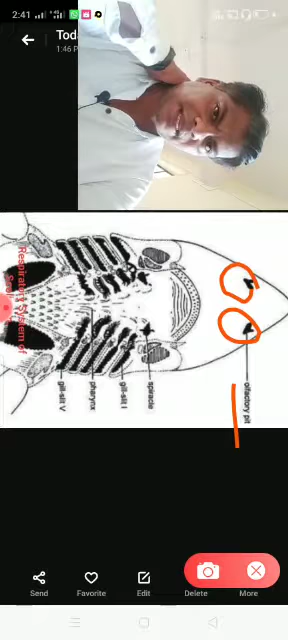 2:41
Toda
1:46 P
olfactory pit
spiracle
gill-slit I
pharynx
gill-slit V
Respiratory System of
Send
Favorite
Edit
Delete
More